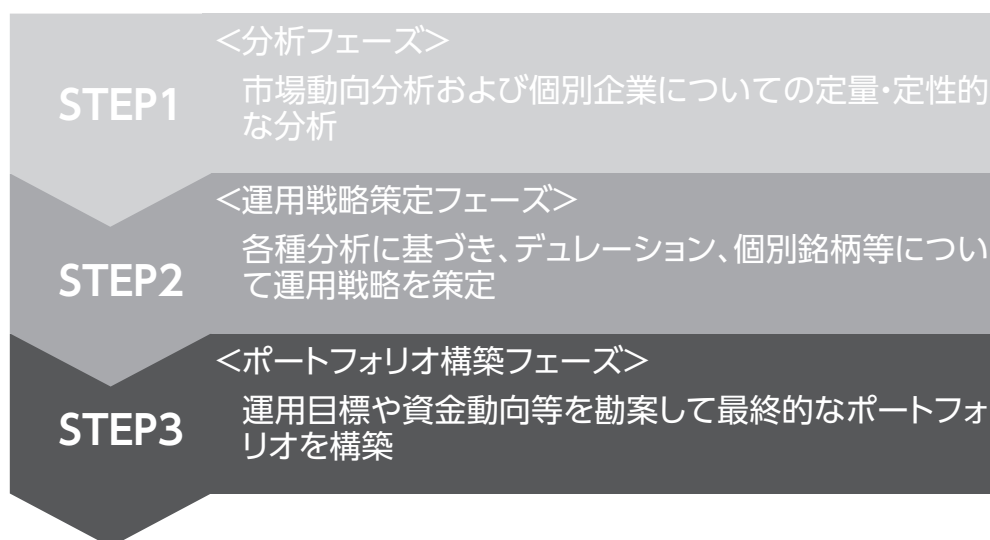 <分析フェーズ>
STEP1
市場動向分析および個別企業についての定量・定性的
な分析
<運用戦略策定フェーズ>
STEP2
各種分析に基づき、デュレーション、個別銘柄等につい
て運用戦略を策定
<ポートフォリオ構築フェーズ>
STEP3
運用目標や資金動向等を勘案して最終的なポートフォ
リオを構築